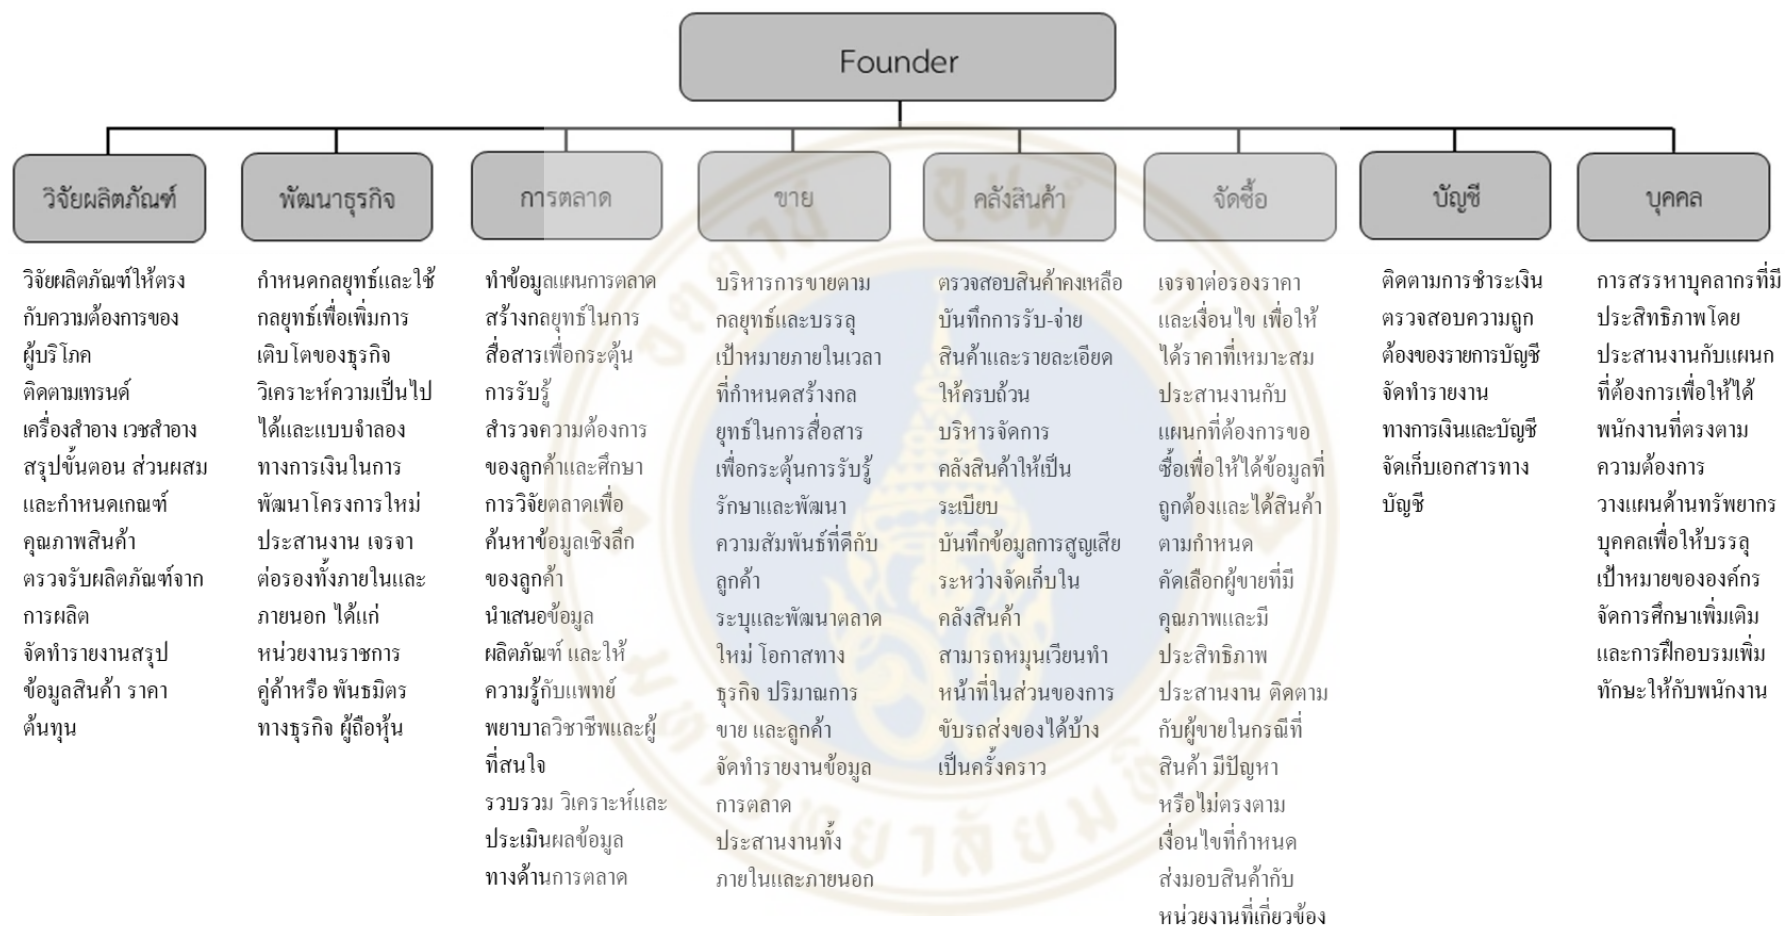 Founder
วิจัยผลิตภัณฑ์
พัฒนาธุรกิจ
การตลาด
ขาย
คลังสินค้า
จัดซื้อ
บัญชี
บุคคล
วิจัยผลิตภัณฑ์ให้ตรง
กับความต้องการของ
ผู้บริโภค
ติดตามเทรนด์
เครื่องสำอาง เวชสำอาง
สรุปขั้นตอน ส่วนผสม
และกำหนดเกณฑ์
คุณภาพสินค้า
ตรวจรับผลิตภัณฑ์จาก
การผลิต
จัดทำรายงานสรุป
ข้อมูลสินค้า ราคา
ต้นทุน
กำหนดกลยุทธ์และใช้
กลยุทธ์เพื่อเพิ่มการ
เติบโตของธุรกิจ
วิเคราะห์ความเป็นไป
ได้และแบบจำลอง
ทางการเงินในการ
พัฒนาโครงการใหม่
ประสานงาน เจรจา
ต่อรองทั้งภายในและ
ภายนอก ได้แก่
หน่วยงานราชการ
คู่ค้าหรือ พันธมิตร
ทางธุรกิจ ผู้ถือหุ้น
ทำข้อมูลแผนการตลาด
สร้างกลยุทธ์ในการ
สื่อสารเพื่อกระตุ้น
การรับรู้
สำรวจความต้องการ
ของลูกค้าและศึกษา
การวิจัยตลาดเพื่อ
ค้นหาข้อมูลเชิงลึก
ของลูกค้า
นำเสนอข้อมูล
ผลิตภัณฑ์ และให้
ความรู้กับแพทย์
พยาบาลวิชาชีพและผู้
ที่สนใจ
รวบรวม วิเคราะห์และ
ประเมินผลข้อมูล
ทางด้านการตลาด
บริหารการขายตาม
กลยุทธ์และบรรลุ
เป้าหมายภายในเวลา
ที่กำหนดสร้างกล
ยุทธ์ในการสื่อสาร
เพื่อกระตุ้นการรับรู้
รักษาและพัฒนา
ความสัมพันธ์ที่ดีกับ
ลูกค้า
ระบุและพัฒนาตลาด
ใหม่ โอกาสทาง
ธุรกิจ ปริมาณการ
ขาย และลูกค้า
จัดทำรายงานข้อมูล
การตลาด
ประสานงานทั้ง
ภายในและภายนอก
ตรวจสอบสินค้าคงเหลือ
บันทึกการรับ-จ่าย
สินค้าและรายละเอียด
ให้ครบถ้วน
บริหารจัดการ
คลังสินค้าให้เป็น
ระเบียบ
บันทึกข้อมูลการสูญเสีย
ระหว่างจัดเก็บใน
คลังสินค้า
สามารถหมุนเวียนทำ
หน้าที่ในส่วนของการ
ขับรถส่งของได้บ้าง
เป็นครั้งคราว
เจรจาต่อรองราคา
และเงื่อนไข เพื่อให้
ได้ราคาที่เหมาะสม
ประสานงานกับ
แผนกที่ต้องการขอ
ซื้อเพื่อให้ได้ข้อมูลที่
ถูกต้องและได้สินค้า
ตามกำหนด
คัดเลือกผู้ขายที่มี
คุณภาพและมี
ประสิทธิภาพ
ประสานงาน ติดตาม
กับผู้ขายในกรณีที่
สินค้า มีปัญหา
หรือไม่ตรงตาม
เงื่อนไขที่กำหนด
ส่งมอบสินค้ากับ
หน่วยงานที่เกี่ยวข้อง
ติดตามการชำระเงิน
ตรวจสอบความถูก
ต้องของรายการบัญชี
จัดทำรายงาน
ทางการเงินและบัญชี
จัดเก็บเอกสารทาง
บัญชี
การสรรหาบุคลากรที่มี
ประสิทธิภาพโดย
ประสานงานกับแผนก
ที่ต้องการเพื่อให้ได้
พนักงานที่ตรงตาม
ความต้องการ
วางแผนด้านทรัพยากร
บุคคลเพื่อให้บรรลุ
เป้าหมายขององค์กร
จัดการศึกษาเพิ่มเติม
และการฝึกอบรมเพิ่ม
ทักษะให้กับพนักงาน